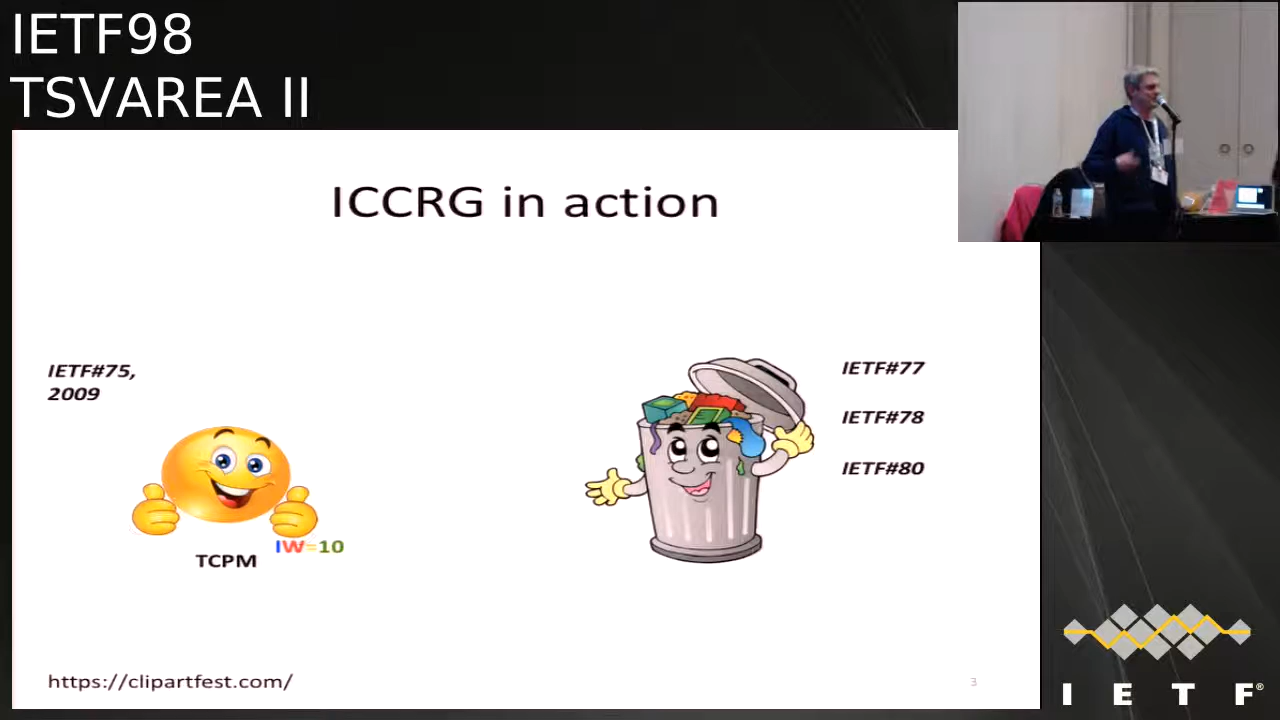 IETF98
TSVAREA II
ICCRG in action
IETF#75,
2009
IW=10
TCPM
IETF#77
IETF#78
IETF#80
https://clipartfest.com/
3
IETF®